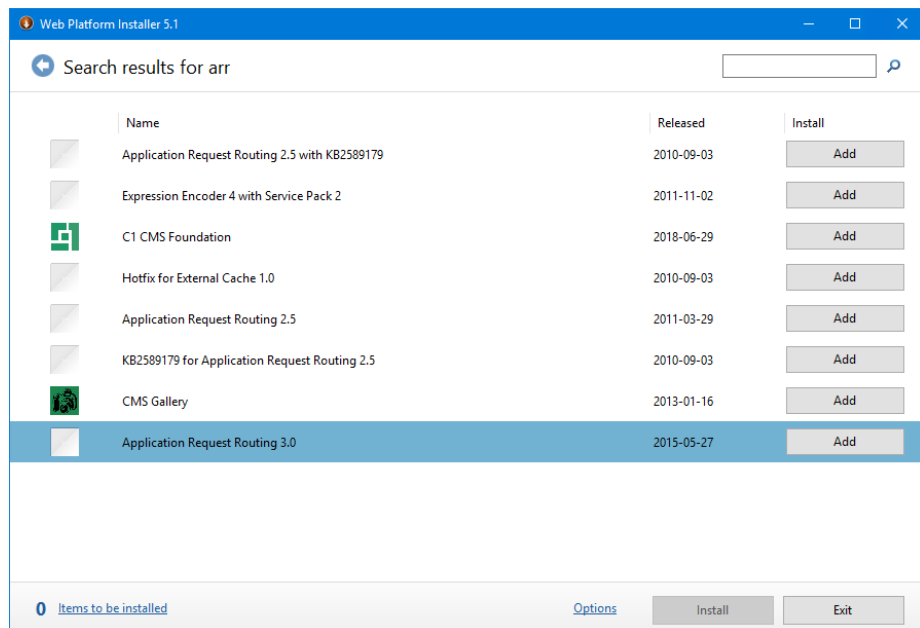 Web Platform Installer 5.1
Search results for arr
Name Released Install
Application Request Routing 2.5 with KB2589179 2010-09-03 Add
Expression Encoder 4 with Service Pack 2 2011-11-02 Add
C1 CMS Foundation 2018-06-29 Add
Hotfix for External Cache 1.0 2010-09-03 Add
Application Request Routing 2.5 2011-03-29 Add
KB2589179 for Application Request Routing 2.5 2010-09-03 Add
CMS Gallery 2013-01-16 Add
Application Request Routing 3.0 2015-05-27 Add
0 Items to be installed Options Install Exit